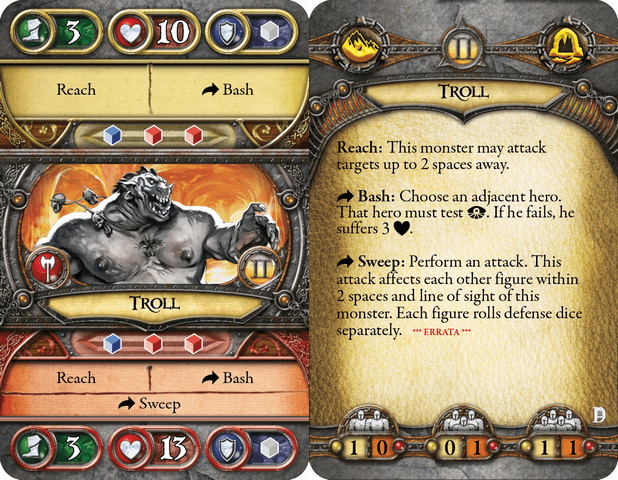 3 10
Reach Bash
II
TROLL
Reach Bash
Sweep
3 13
II
TROLL
Reach: This monster may attack
targets up to 2 spaces away.
Bash: Choose an adjacent hero.
That hero must test . If he fails, he
suffers 3 .
Sweep: Perform an attack. This
attack affects each other figure within
2 spaces and line of sight of this
monster. Each figure rolls defense dice
separately. *** ERRATA ***
D
1 0 0 1 1 1